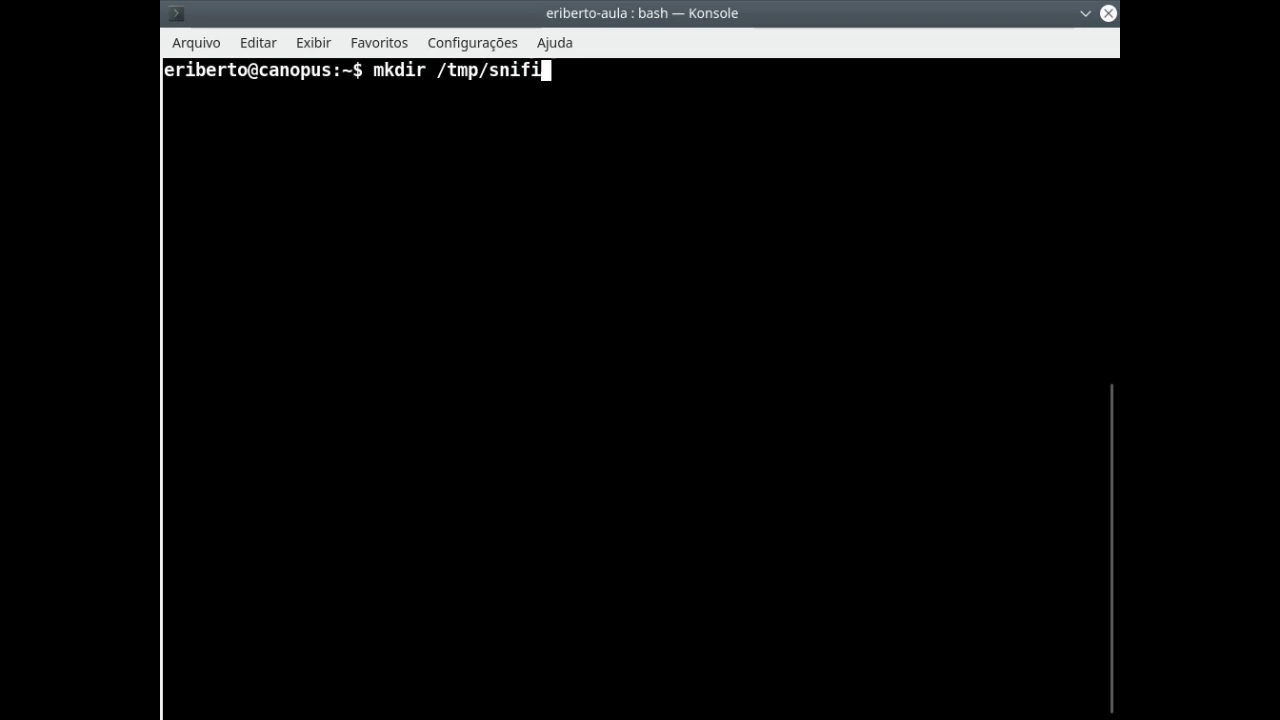 eriberto-aula : bash — Konsole
Arquivo Editar Exibir Favoritos Configurações Ajuda
eriberto@canopus:~$ mkdir /tmp/snifi